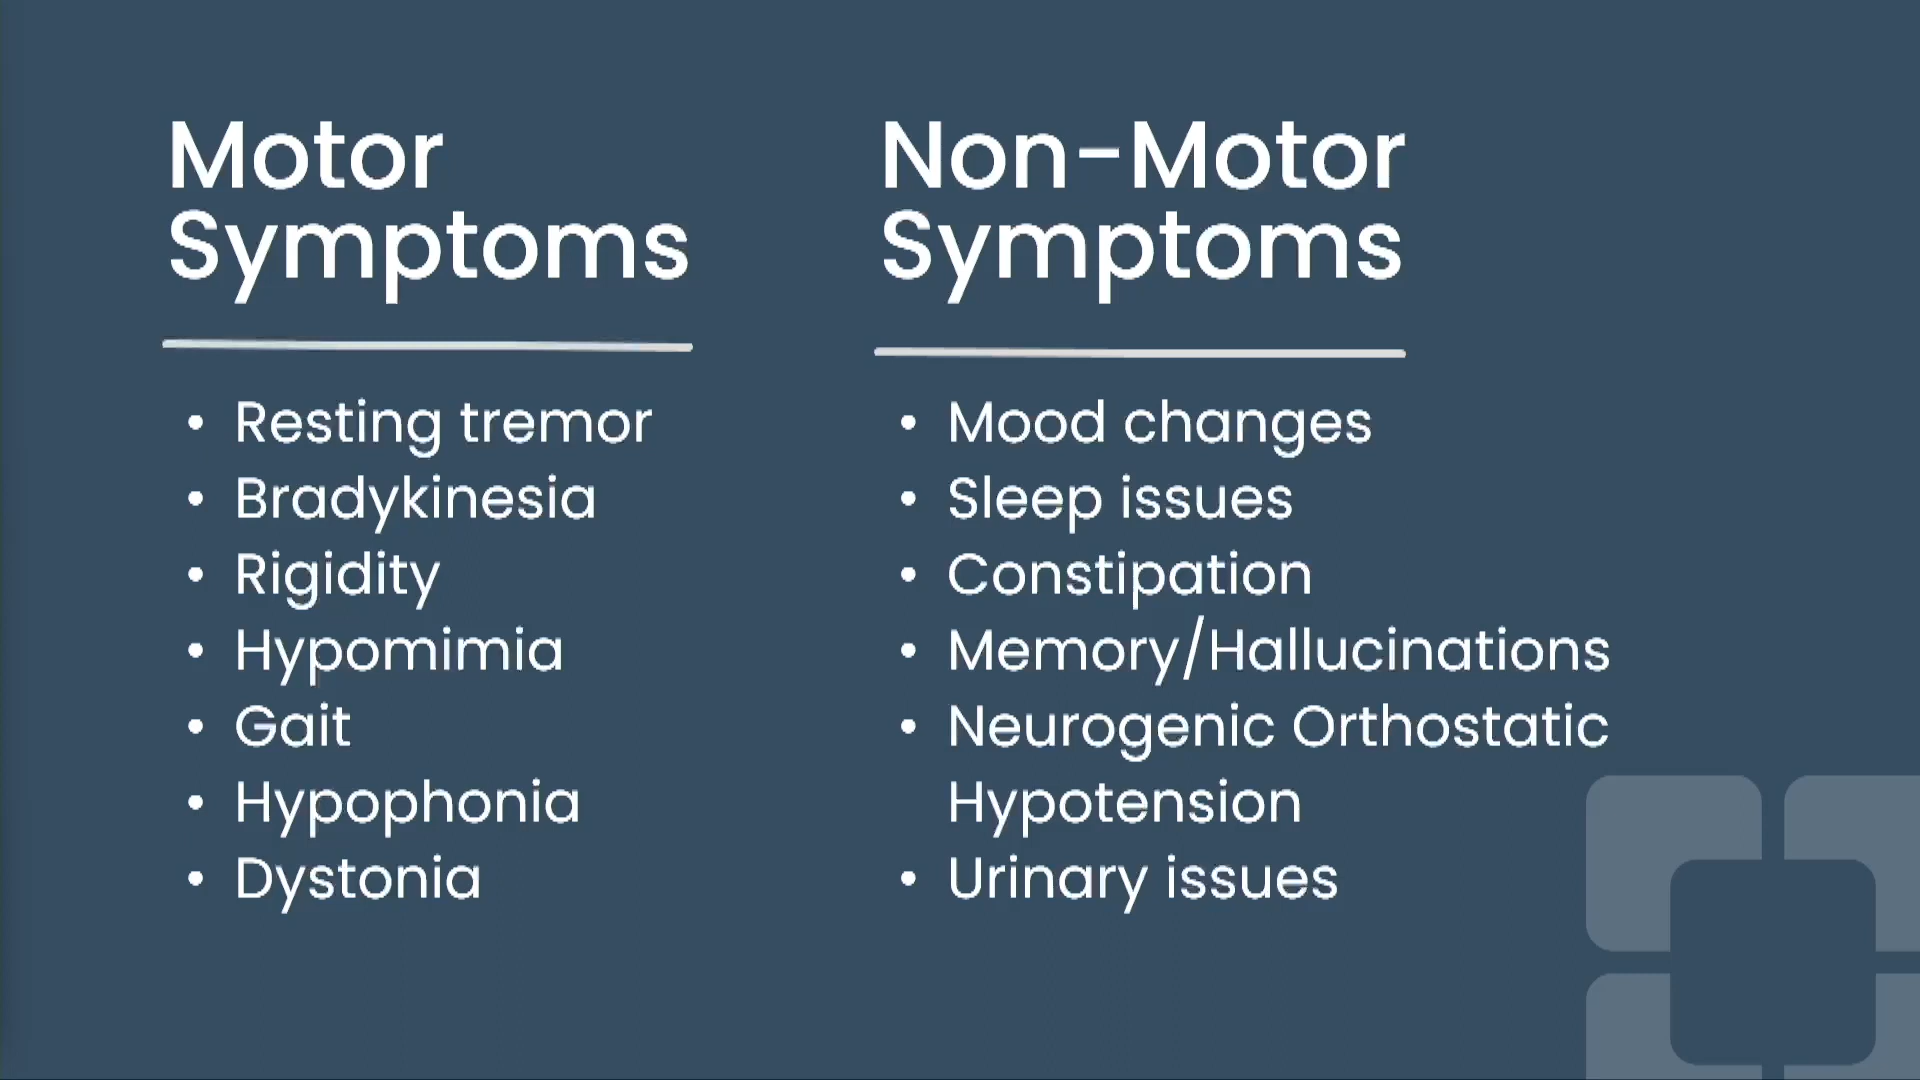 Motor
Symptoms
• Resting tremor
• Bradykinesia
• Rigidity
• Hypomimia
• Gait
• Hypophonia
• Dystonia
Non-Motor
Symptoms
• Mood changes
• Sleep issues
• Constipation
• Memory/Hallucinations
• Neurogenic Orthostatic
Hypotension
• Urinary issues